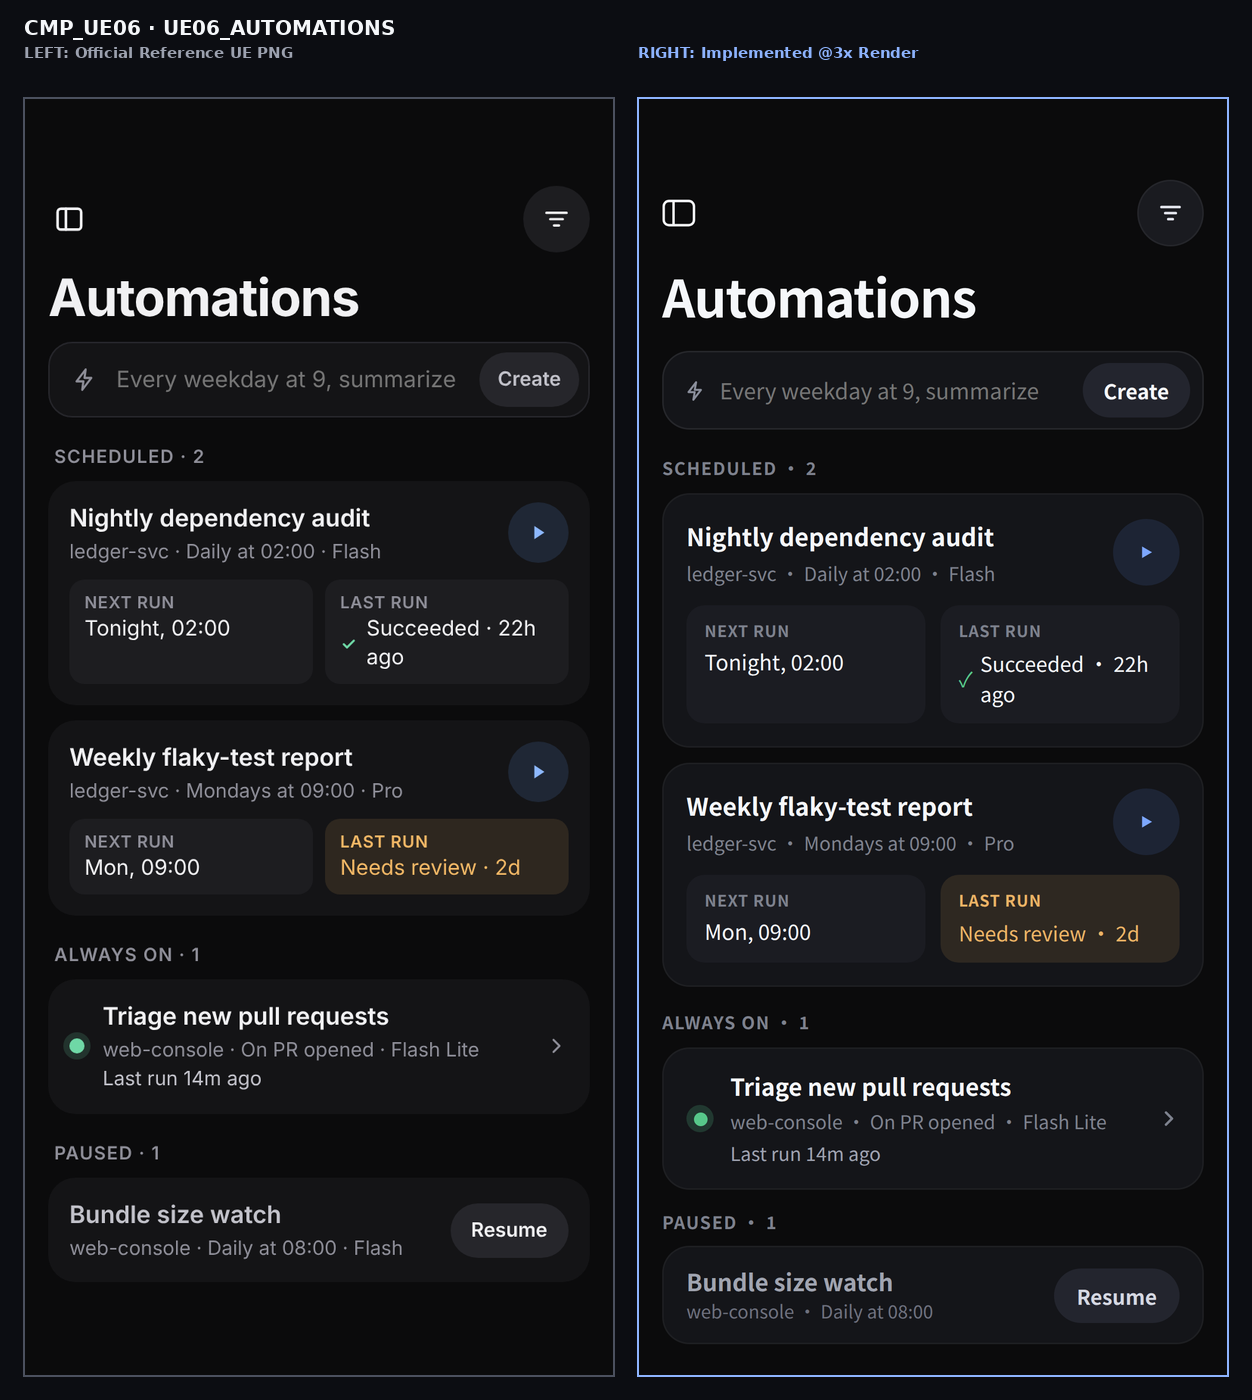 CMP_UE06 · UE06_AUTOMATIONS
LEFT: Official Reference UE PNG
RIGHT: Implemented @3x Render
Automations
Every weekday at 9, summarize
Create
SCHEDULED · 2
Nightly dependency audit
ledger-svc · Daily at 02:00 · Flash
NEXT RUN
Tonight, 02:00
LAST RUN
Succeeded · 22h
ago
Weekly flaky-test report
ledger-svc · Mondays at 09:00 · Pro
NEXT RUN
Mon, 09:00
LAST RUN
Needs review · 2d
ALWAYS ON · 1
Triage new pull requests
web-console · On PR opened · Flash Lite
Last run 14m ago
PAUSED · 1
Bundle size watch
web-console · Daily at 08:00 · Flash
Resume
Automations
Every weekday at 9, summarize
Create
SCHEDULED • 2
Nightly dependency audit
ledger-svc • Daily at 02:00 • Flash
NEXT RUN
Tonight, 02:00
LAST RUN
Succeeded • 22h
ago
Weekly flaky-test report
ledger-svc • Mondays at 09:00 • Pro
NEXT RUN
Mon, 09:00
LAST RUN
Needs review • 2d
ALWAYS ON • 1
Triage new pull requests
web-console • On PR opened • Flash Lite
Last run 14m ago
PAUSED • 1
Bundle size watch
web-console • Daily at 08:00
Resume